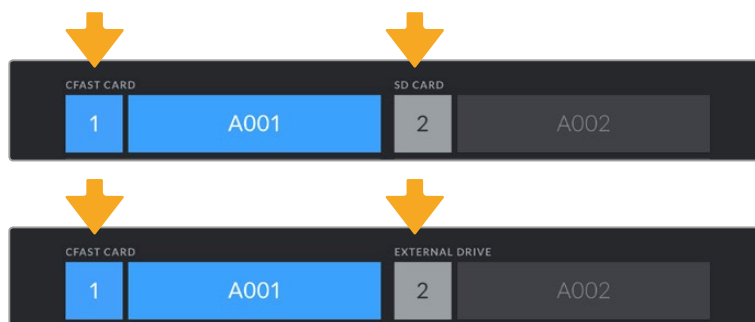 CFAST CARD SD CARD
1 A001 2 A002
CFAST CARD EXTERNAL DRIVE
1 A001 2 A002